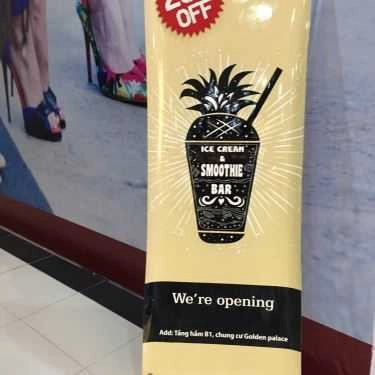 OFF
ICE CREAM
&
SMOOTHIE
BAR
We're opening
Add: Tầng hầm B1, chung cư Golden palace